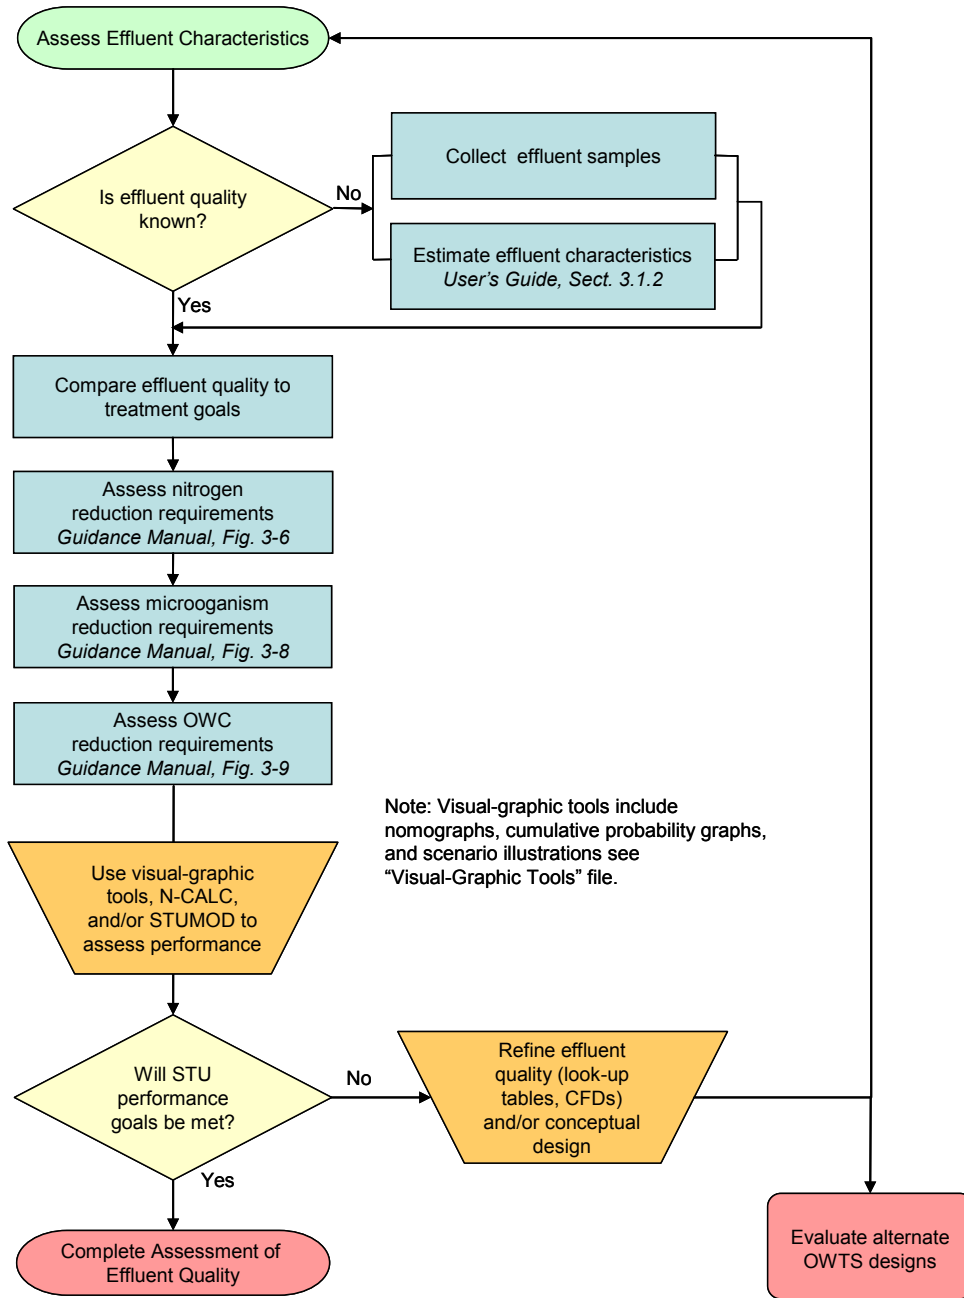 Assess Effluent Characteristics
Is effluent quality
known?
No
Collect effluent samples
Estimate effluent characteristics
User's Guide, Sect. 3.1.2
Yes
Compare effluent quality to
treatment goals
Assess nitrogen
reduction requirements
Guidance Manual, Fig. 3-6
Assess microoganism
reduction requirements
Guidance Manual, Fig. 3-8
Assess OWC
reduction requirements
Guidance Manual, Fig. 3-9
Note: Visual-graphic tools include
nomographs, cumulative probability graphs,
and scenario illustrations see
“Visual-Graphic Tools” file.
Use visual-graphic
tools, N-CALC,
and/or STUMOD to
assess performance
Will STU
performance
goals be met?
No
Refine effluent
quality (look-up
tables, CFDs)
and/or conceptual
design
Yes
Complete Assessment of
Effluent Quality
Evaluate alternate
OWTS designs